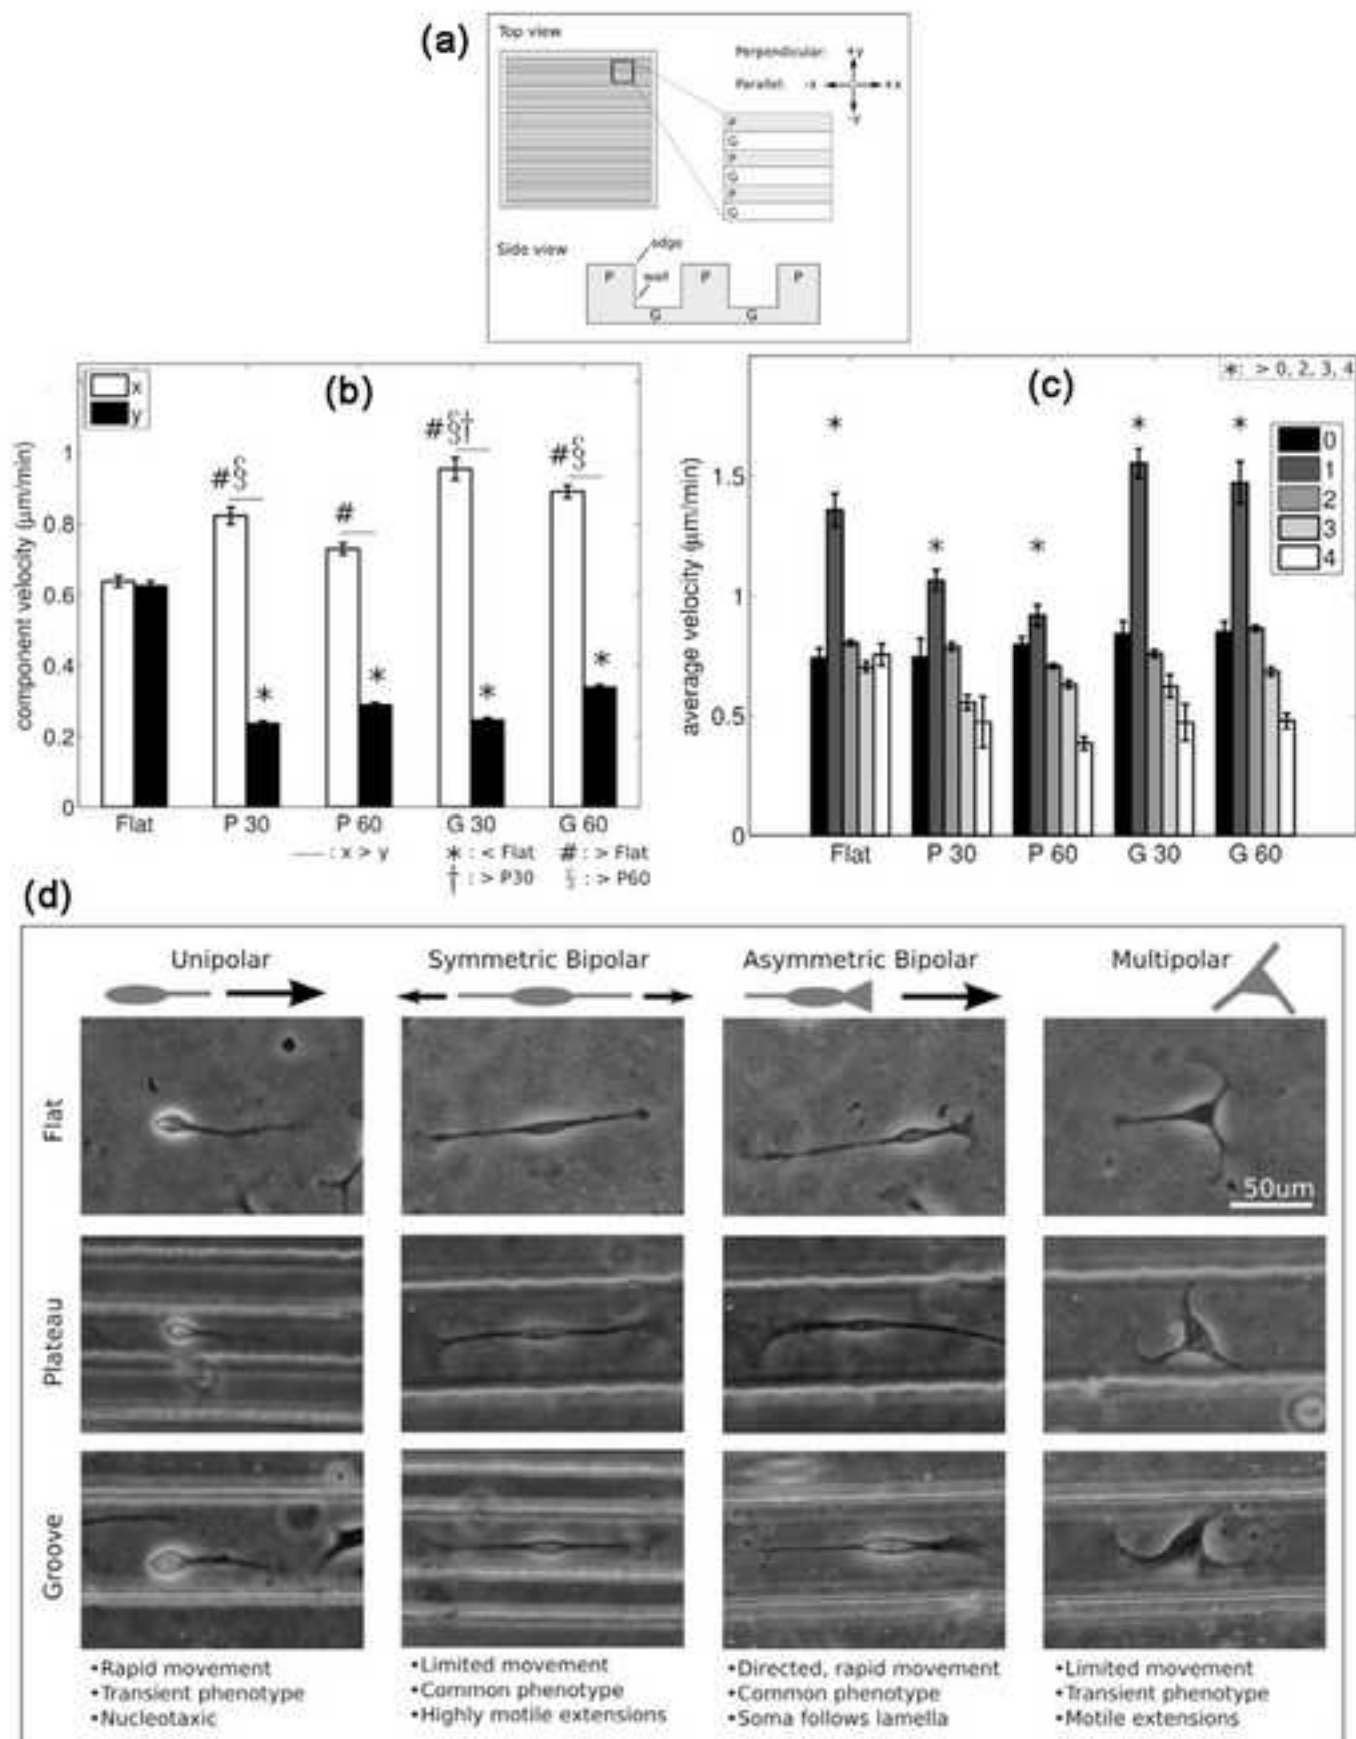 (a)
Top view
Perpendicular: +y
Parallel: -x +x
-y
P
G
P
G
P
G
Side view
edge
wall
P P P
G G
(b)
x
y
component velocity (µm/min)
1
0.8
0.6
0.4
0.2
0
#§
#
#§†
#§
* * * *
Flat P 30 P 60 G 30 G 60
— : x > y
* : < Flat # : > Flat
† : > P30 § : > P60
(c)
*: > 0, 2, 3, 4
0
1
2
3
4
average velocity (µm/min)
1.5
1
0.5
0
* * * * *
Flat P 30 P 60 G 30 G 60
(d)
Unipolar Symmetric Bipolar Asymmetric Bipolar Multipolar
Flat
50um
Plateau
Groove
•Rapid movement
•Transient phenotype
•Nucleotaxic
•Limited movement
•Common phenotype
•Highly motile extensions
•Directed, rapid movement
•Common phenotype
•Soma follows lamella
•Limited movement
•Transient phenotype
•Motile extensions